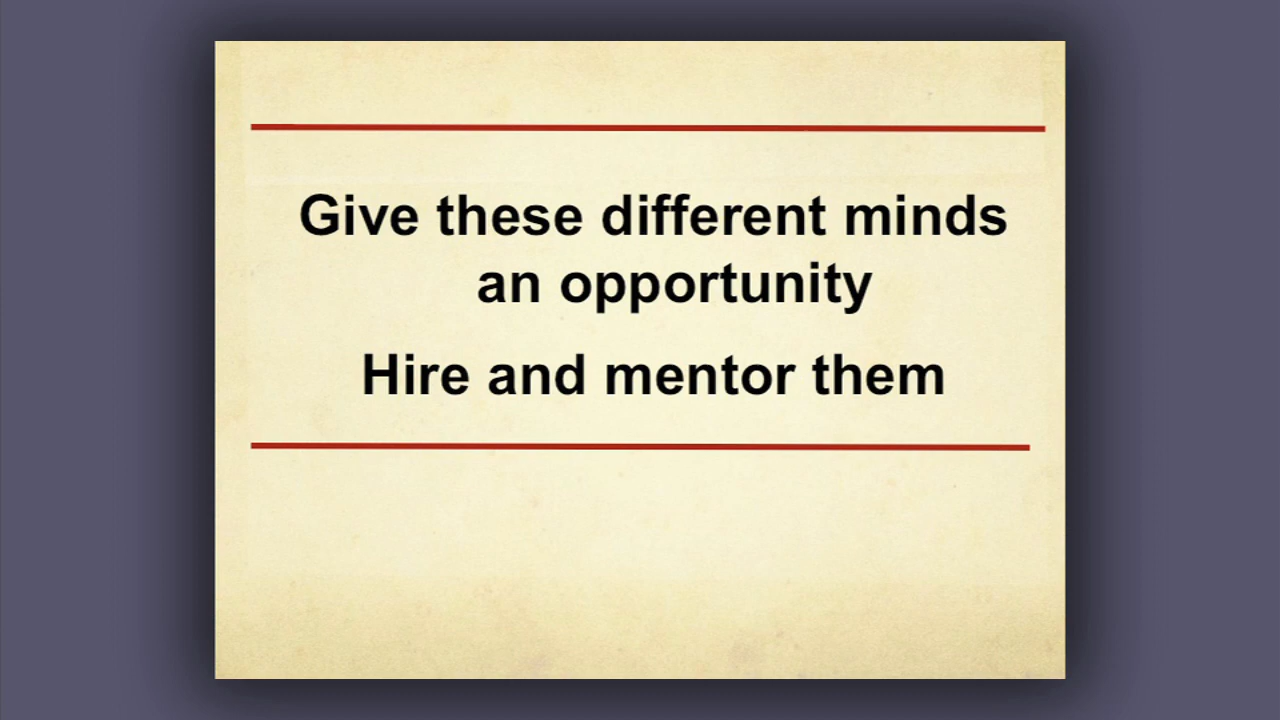 Give these different minds
an opportunity
Hire and mentor them